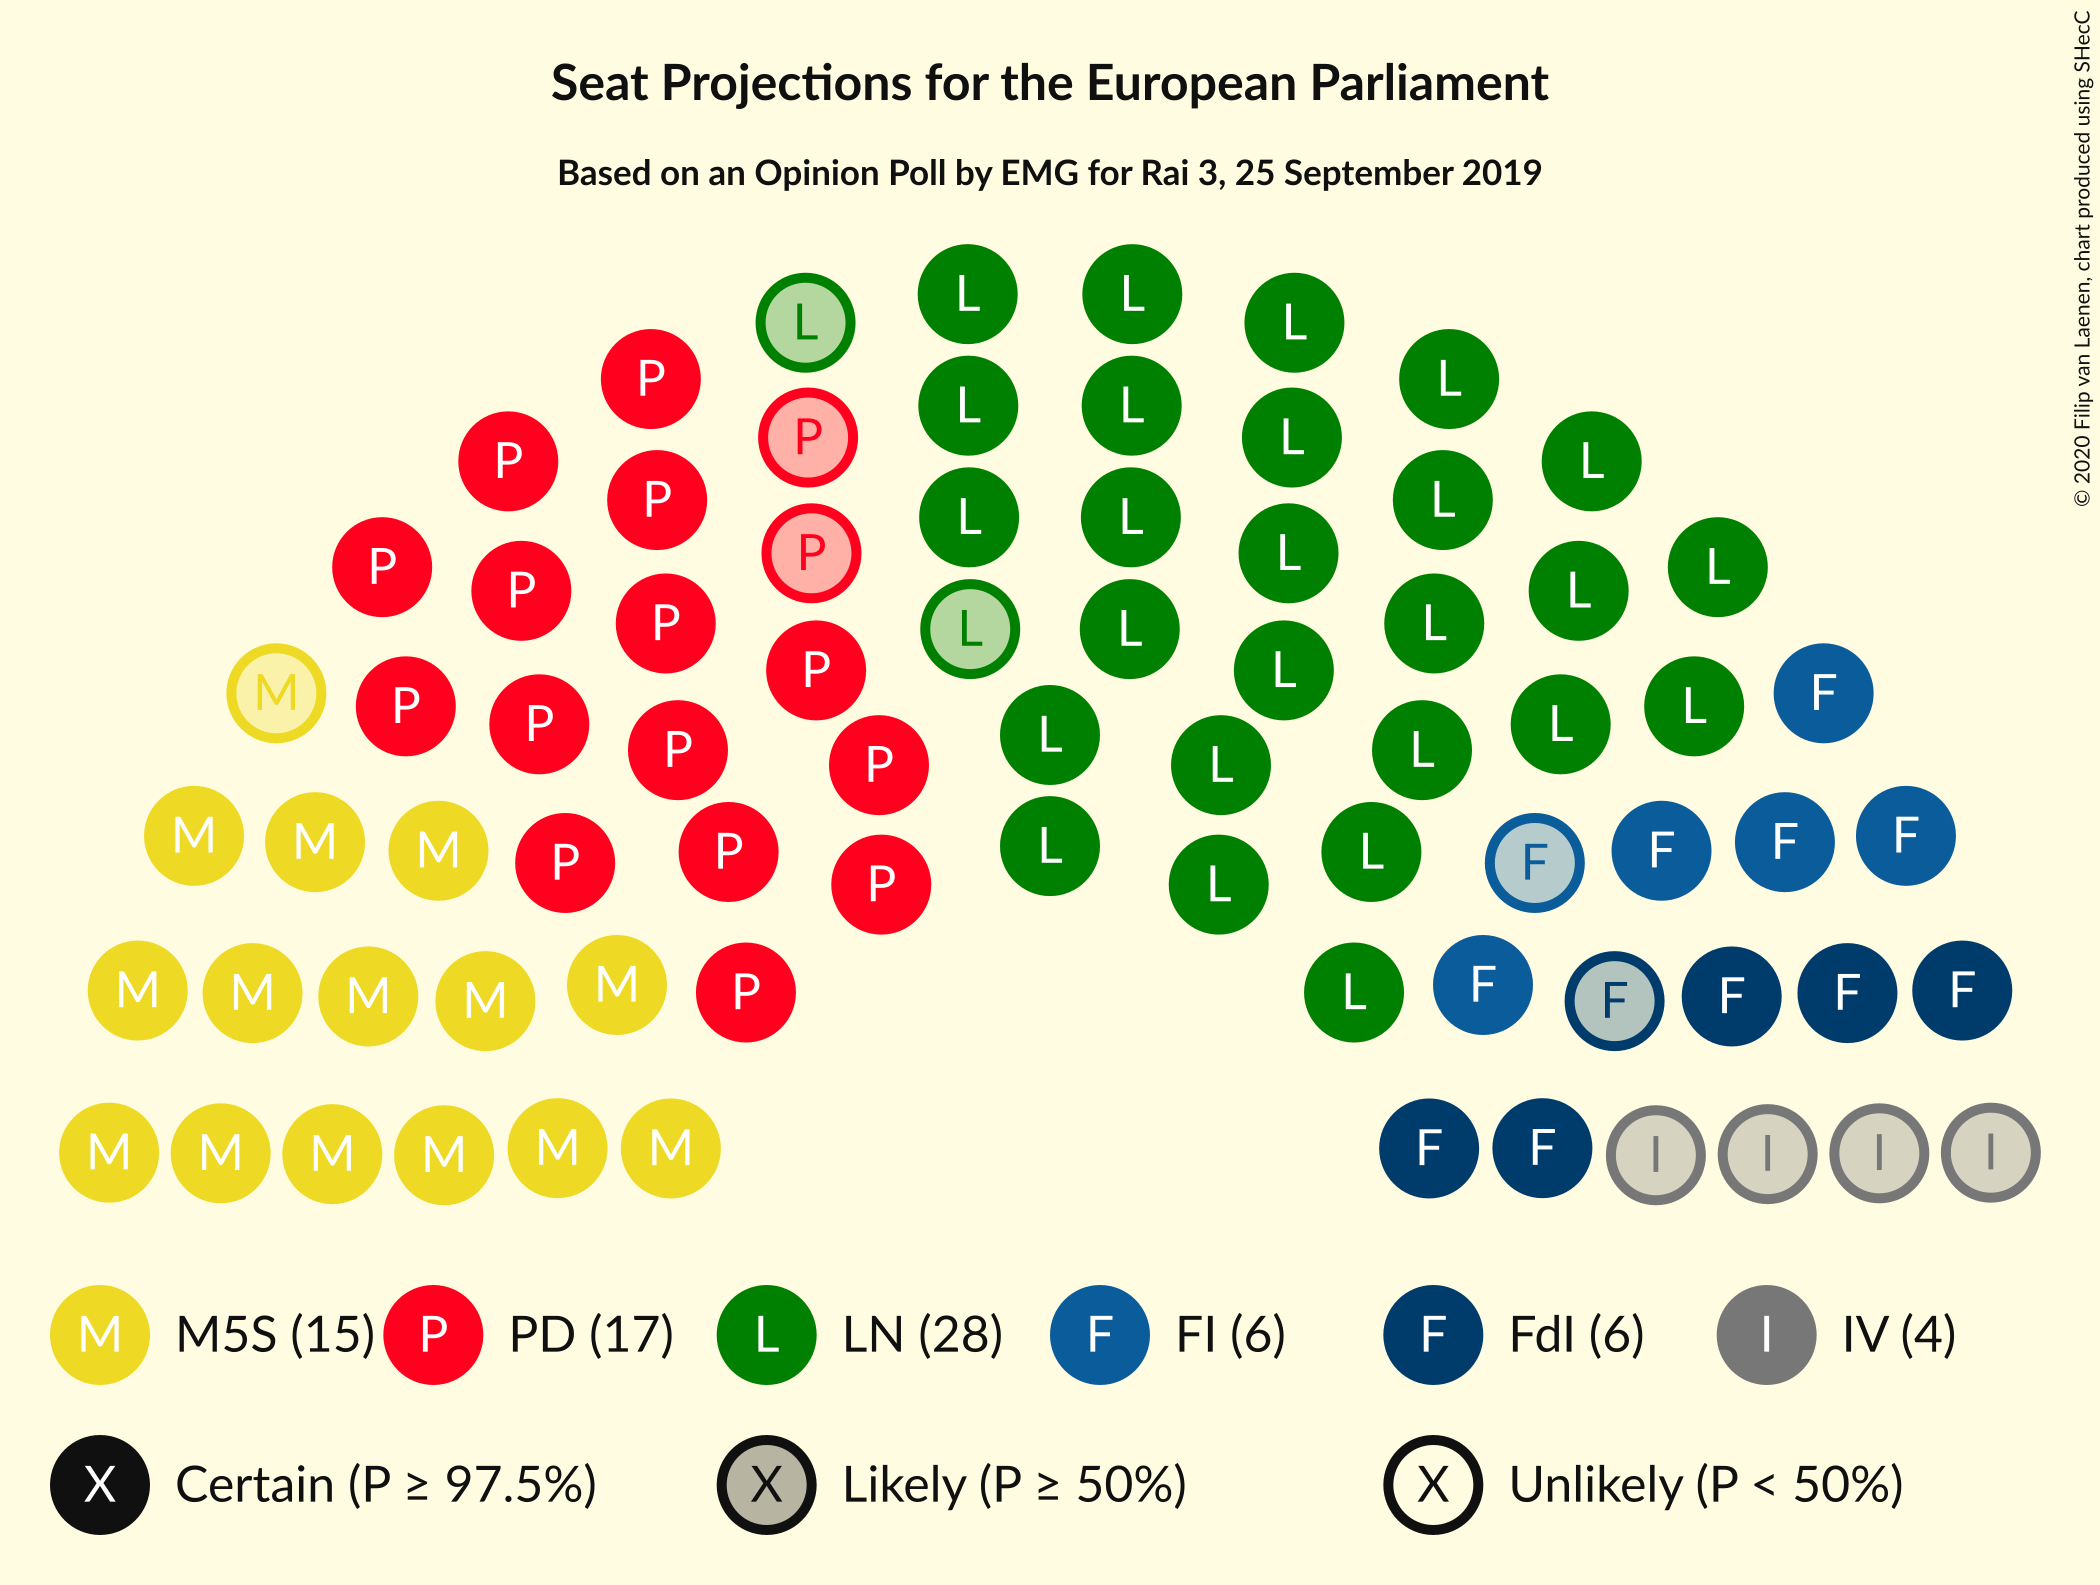 Seat Projections for the European Parliament
Based on an Opinion Poll by EMG for Rai 3, 25 September 2019
© 2020 Filip van Laenen, chart produced using SHecC
L L
L L
P L
L L
P L
P P L L
P L
P L L
P P L L
P P L L
P P L L
L L
P L
M P L F
P L
P L
L
P L
P L
M M F F
L
M P L F
P F
P L
M M M M M P L F F F F F
M M M M M M F F I I I I
M M5S (15) P PD (17) L LN (28) F FI (6) F FdI (6) I IV (4)
X Certain (P ≥ 97.5%) X Likely (P ≥ 50%) X Unlikely (P < 50%)